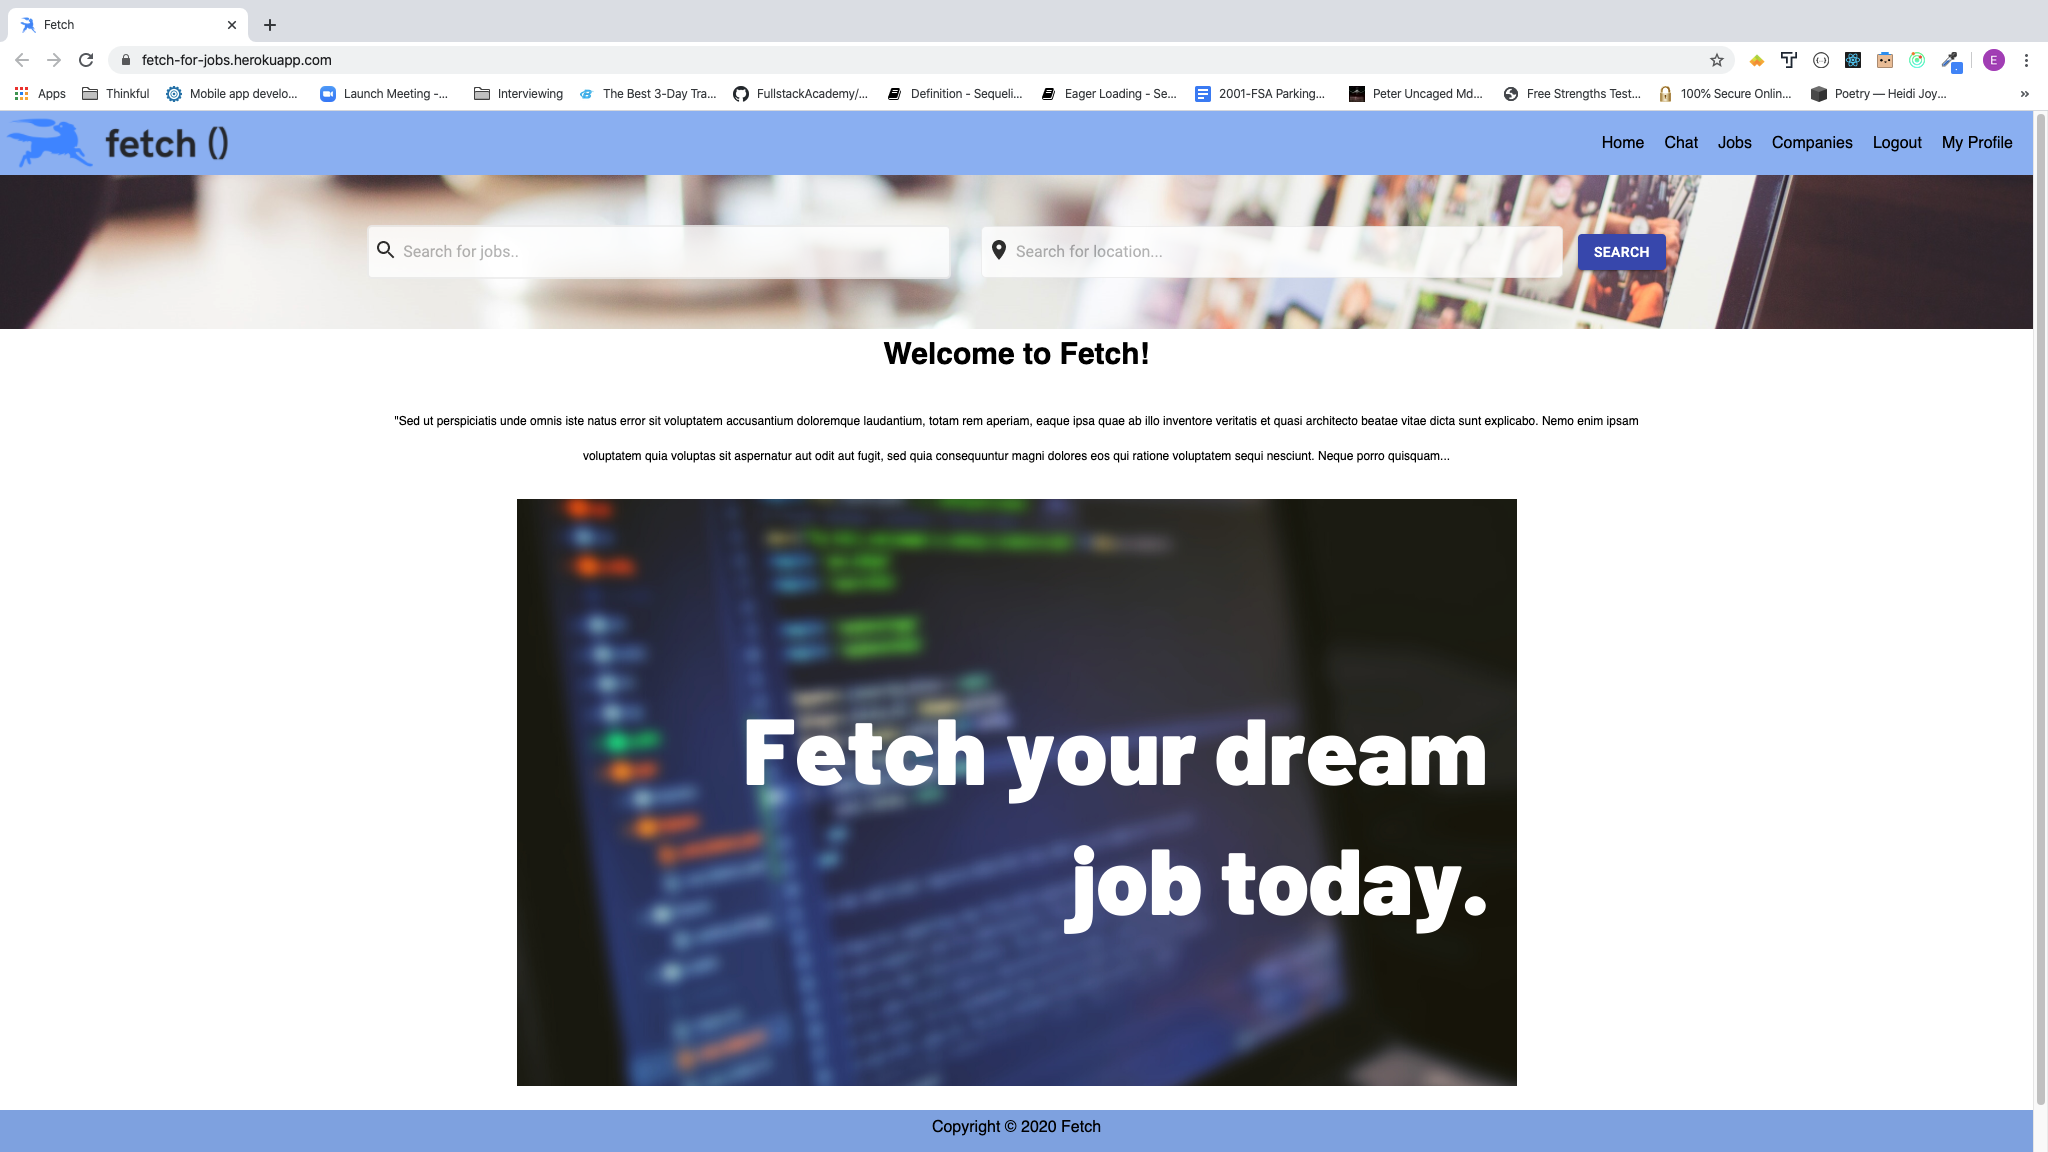 Fetch
fetch-for-jobs.herokuapp.com
E
Apps
Thinkful
Mobile app develo...
Launch Meeting -...
Interviewing
The Best 3-Day Tra...
FullstackAcademy/...
Definition - Sequeli...
Eager Loading - Se...
2001-FSA Parking...
Peter Uncaged Md...
Free Strengths Test...
100% Secure Onlin...
Poetry — Heidi Joy...
»
fetch ()
Home
Chat
Jobs
Companies
Logout
My Profile
Search for jobs..
Search for location...
SEARCH
Welcome to Fetch!
"Sed ut perspiciatis unde omnis iste natus error sit voluptatem accusantium doloremque laudantium, totam rem aperiam, eaque ipsa quae ab illo inventore veritatis et quasi architecto beatae vitae dicta sunt explicabo. Nemo enim ipsam
voluptatem quia voluptas sit aspernatur aut odit aut fugit, sed quia consequuntur magni dolores eos qui ratione voluptatem sequi nesciunt. Neque porro quisquam...
Fetch your dream
job today.
Copyright © 2020 Fetch